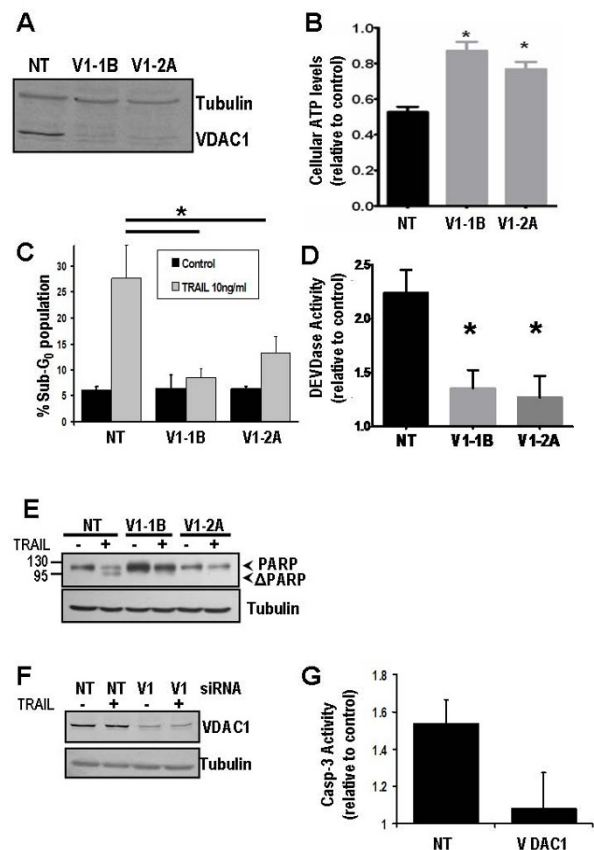 A
NT V1-1B V1-2A
Tubulin
VDAC1
B
Cellular ATP levels
(relative to control)
1.0
0.8
0.6
0.4
0.2
0.0
* *
NT V1-1B V1-2A
C
*
% Sub-G0 population
30
25
20
15
10
5
0
Control
TRAIL 10ng/ml
NT V1-1B V1-2A
D
DEVDase Activity
(relative to control)
2.5
2.0
1.5
1.0
* *
NT V1-1B V1-2A
E
NT V1-1B V1-2A
TRAIL - + - + - +
130
95
PARP
ΔPARP
Tubulin
F
NT NT V1 V1 siRNA
TRAIL - + - +
VDAC1
Tubulin
G
Casp-3 Activity
(relative to control)
1.8
1.6
1.4
1.2
1
NT VDAC1